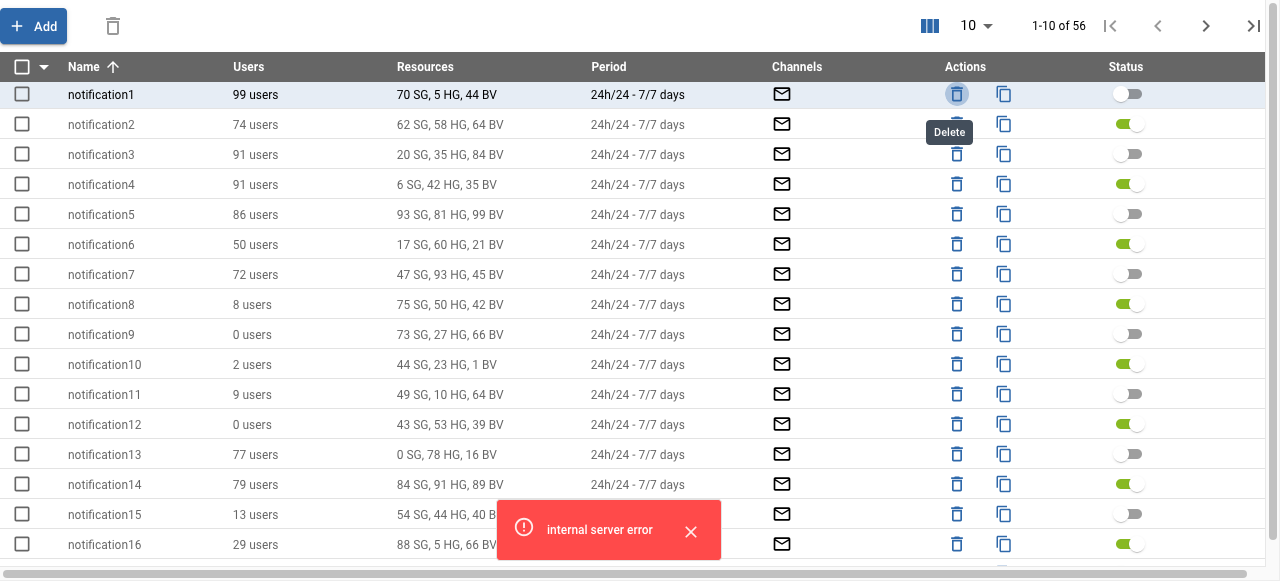 Add 10 1-10 of 56
Name Users Resources Period Channels Actions Status
notification1 99 users 70 SG, 5 HG, 44 BV 24h/24 - 7/7 days
notification2 74 users 62 SG, 58 HG, 64 BV 24h/24 - 7/7 days
Delete
notification3 91 users 20 SG, 35 HG, 84 BV 24h/24 - 7/7 days
notification4 91 users 6 SG, 42 HG, 35 BV 24h/24 - 7/7 days
notification5 86 users 93 SG, 81 HG, 99 BV 24h/24 - 7/7 days
notification6 50 users 17 SG, 60 HG, 21 BV 24h/24 - 7/7 days
notification7 72 users 47 SG, 93 HG, 45 BV 24h/24 - 7/7 days
notification8 8 users 75 SG, 50 HG, 42 BV 24h/24 - 7/7 days
notification9 0 users 73 SG, 27 HG, 66 BV 24h/24 - 7/7 days
notification10 2 users 44 SG, 23 HG, 1 BV 24h/24 - 7/7 days
notification11 9 users 49 SG, 10 HG, 64 BV 24h/24 - 7/7 days
notification12 0 users 43 SG, 53 HG, 39 BV 24h/24 - 7/7 days
notification13 77 users 0 SG, 78 HG, 16 BV 24h/24 - 7/7 days
notification14 79 users 84 SG, 91 HG, 89 BV 24h/24 - 7/7 days
notification15 13 users 54 SG, 44 HG, 40 B
internal server error
notification16 29 users 88 SG, 5 HG, 66 BV